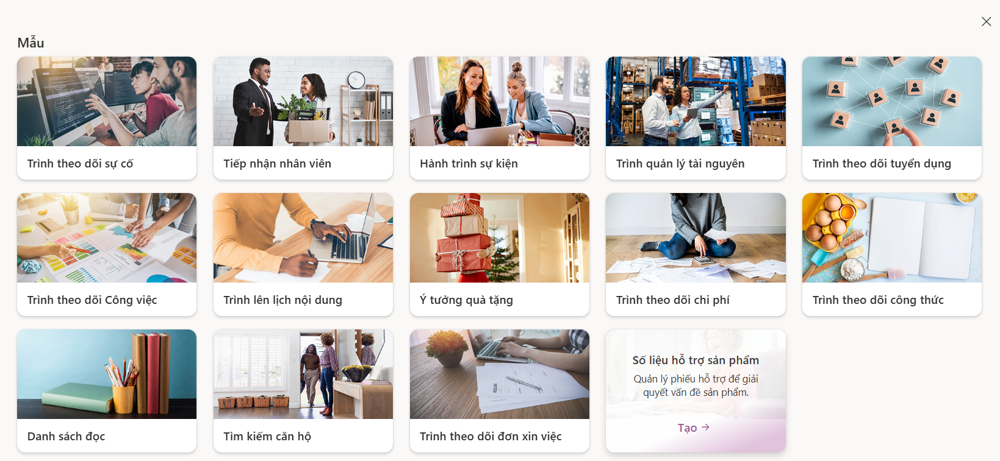 Mẫu
Trình theo dõi sự cố
Tiếp nhận nhân viên
Hành trình sự kiện
Trình quản lý tài nguyên
Trình theo dõi tuyển dụng
Trình theo dõi Công việc
Trình lên lịch nội dung
Ý tưởng quà tặng
Trình theo dõi chi phí
Trình theo dõi công thức
Danh sách đọc
Tìm kiếm căn hộ
RESUME
Trình theo dõi đơn xin việc
Số liệu hỗ trợ sản phẩm
Quản lý phiếu hỗ trợ để giải
quyết vấn đề sản phẩm.
Tạo →